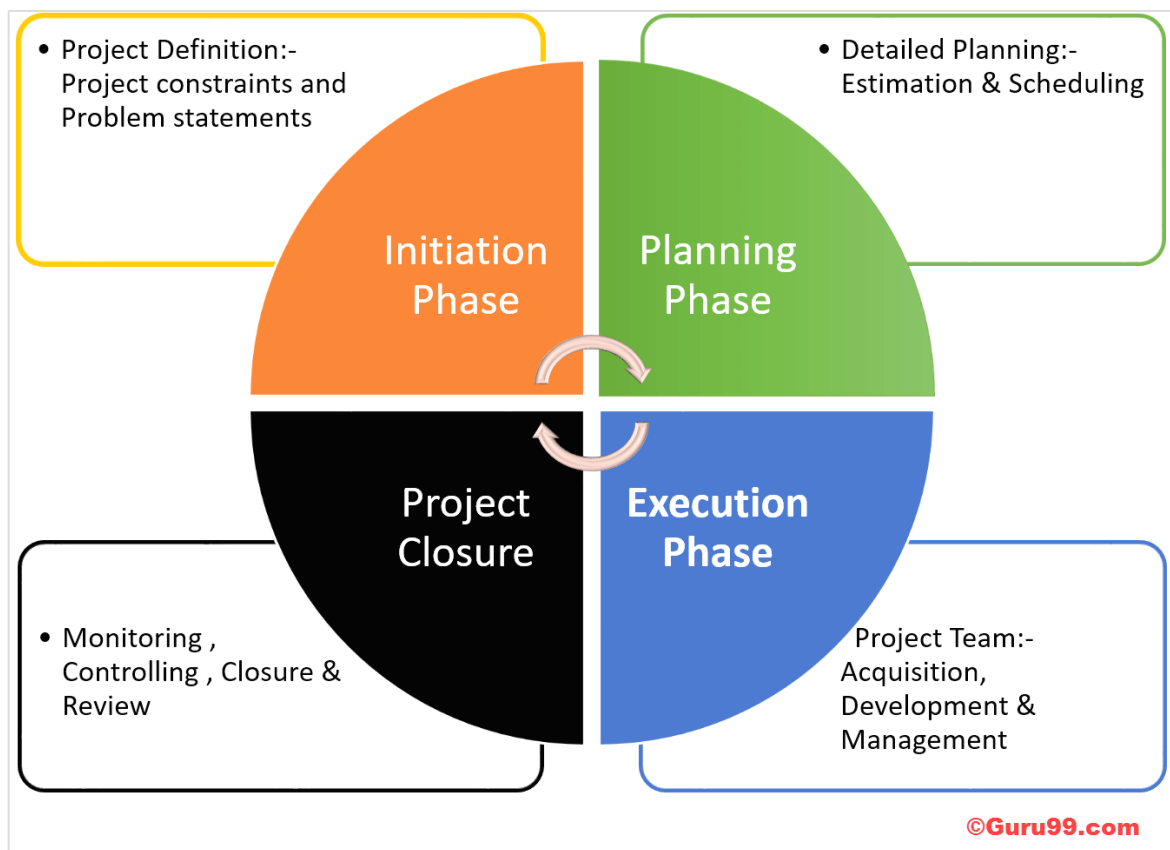 • Project Definition:-
Project constraints and
Problem statements
• Detailed Planning:-
Estimation & Scheduling
Initiation
Phase
Planning
Phase
Project
Closure
Execution
Phase
• Monitoring ,
Controlling , Closure &
Review
Project Team:-
Acquisition,
Development &
Management
©Guru99.com